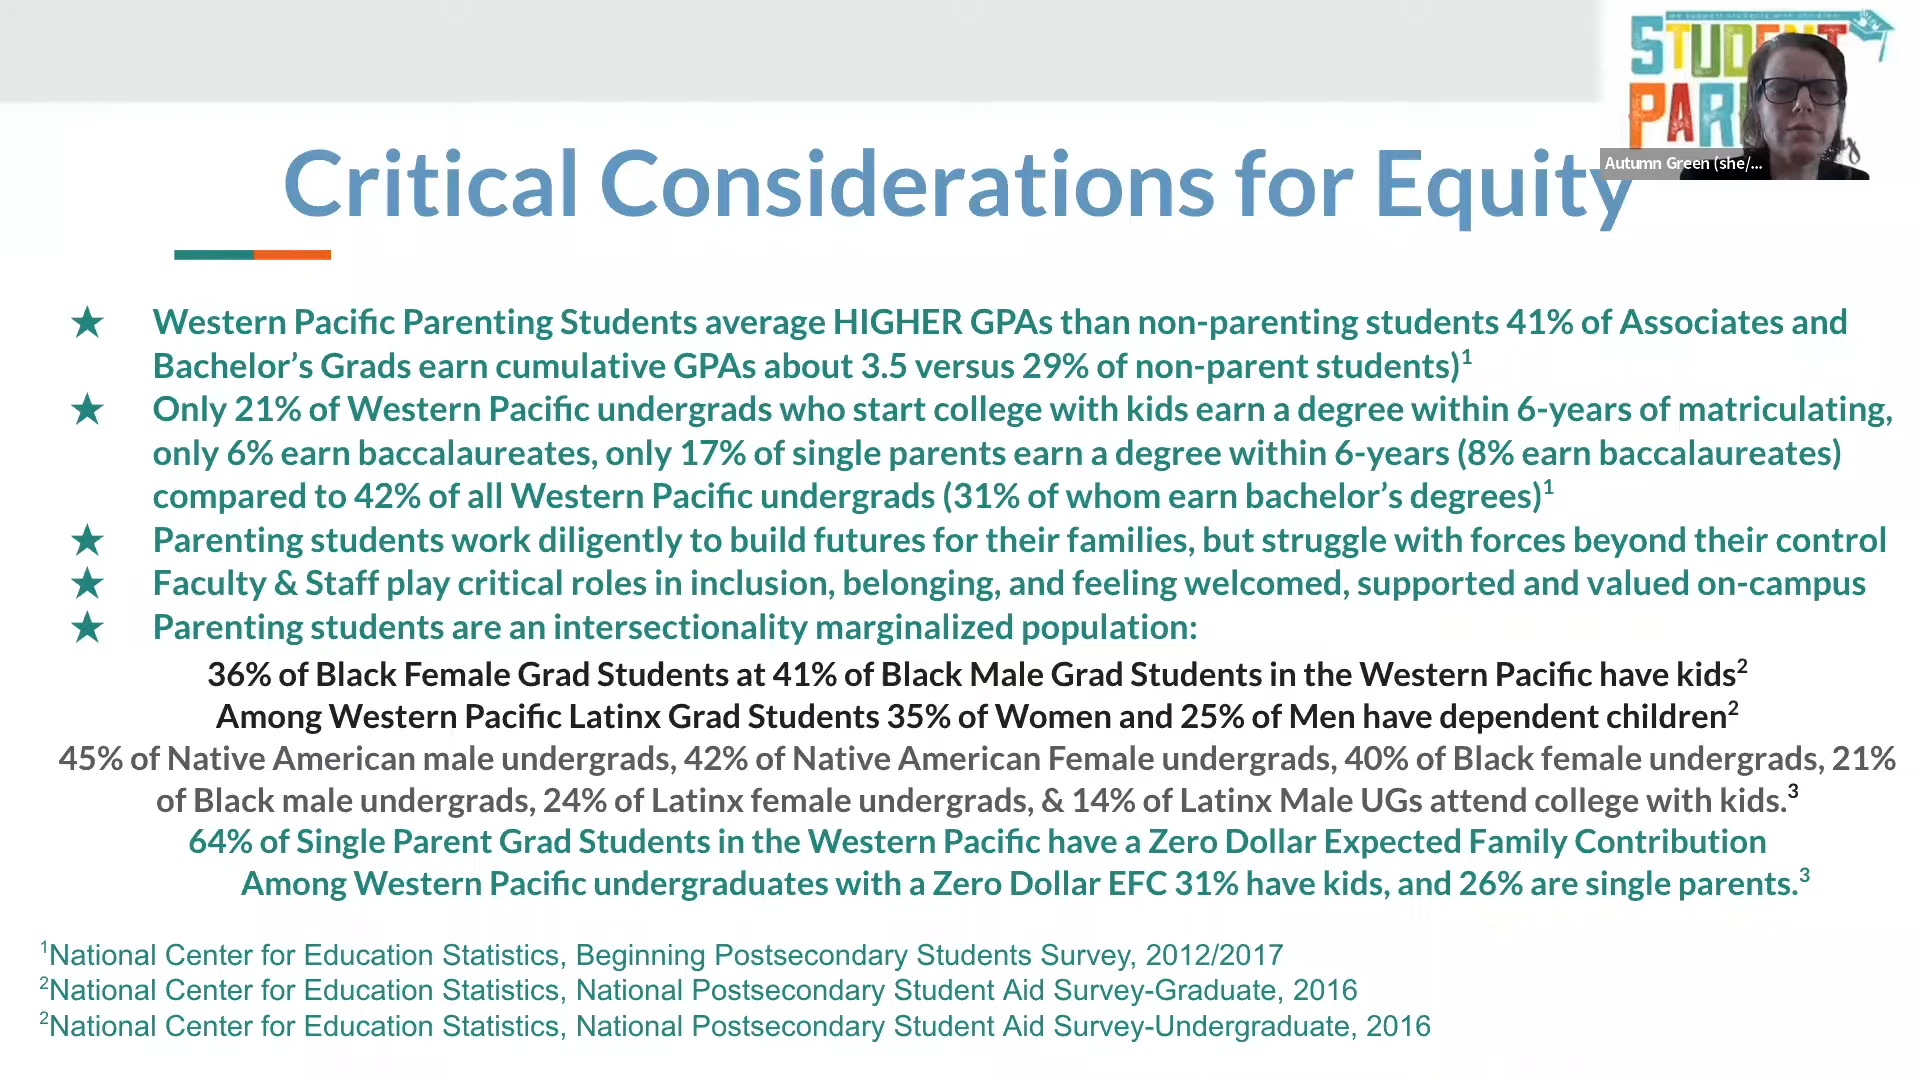 we support students with children
STUDENT
PAR
Autumn Green (she/...
Critical Considerations for Equity
★ Western Pacific Parenting Students average HIGHER GPAs than non-parenting students 41% of Associates and
Bachelor’s Grads earn cumulative GPAs about 3.5 versus 29% of non-parent students)¹
★ Only 21% of Western Pacific undergrads who start college with kids earn a degree within 6-years of matriculating,
only 6% earn baccalaureates, only 17% of single parents earn a degree within 6-years (8% earn baccalaureates)
compared to 42% of all Western Pacific undergrads (31% of whom earn bachelor’s degrees)¹
★ Parenting students work diligently to build futures for their families, but struggle with forces beyond their control
★ Faculty & Staff play critical roles in inclusion, belonging, and feeling welcomed, supported and valued on-campus
★ Parenting students are an intersectionality marginalized population:
36% of Black Female Grad Students at 41% of Black Male Grad Students in the Western Pacific have kids²
Among Western Pacific Latinx Grad Students 35% of Women and 25% of Men have dependent children²
45% of Native American male undergrads, 42% of Native American Female undergrads, 40% of Black female undergrads, 21%
of Black male undergrads, 24% of Latinx female undergrads, & 14% of Latinx Male UGs attend college with kids.³
64% of Single Parent Grad Students in the Western Pacific have a Zero Dollar Expected Family Contribution
Among Western Pacific undergraduates with a Zero Dollar EFC 31% have kids, and 26% are single parents.³
¹National Center for Education Statistics, Beginning Postsecondary Students Survey, 2012/2017
²National Center for Education Statistics, National Postsecondary Student Aid Survey-Graduate, 2016
²National Center for Education Statistics, National Postsecondary Student Aid Survey-Undergraduate, 2016